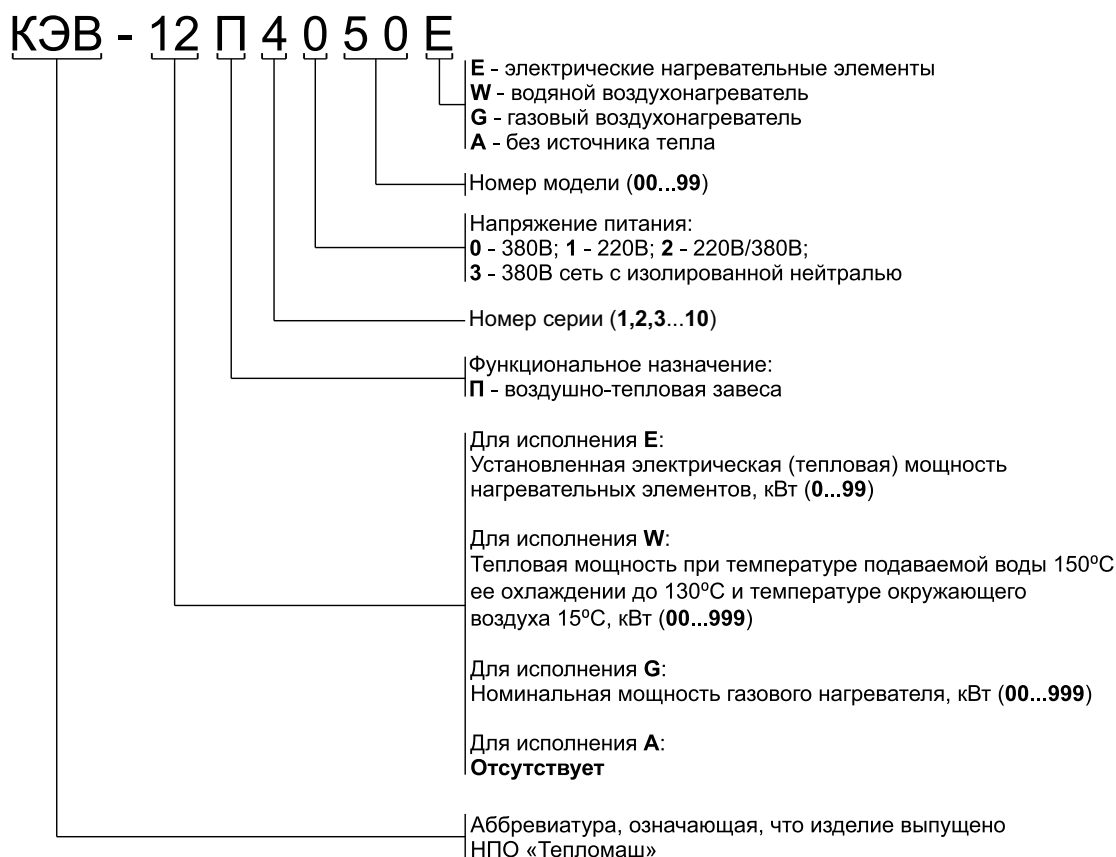 КЭВ - 12 П 4 0 5 0 Е
Е - электрические нагревательные элементы
W - водяной воздухонагреватель
G - газовый воздухонагреватель
А - без источника тепла
Номер модели (00...99)
Напряжение питания:
0 - 380В; 1 - 220В; 2 - 220В/380В;
3 - 380В сеть с изолированной нейтралью
Номер серии (1,2,3...10)
Функциональное назначение:
П - воздушно-тепловая завеса
Для исполнения Е:
Установленная электрическая (тепловая) мощность
нагревательных элементов, кВт (0...99)
Для исполнения W:
Тепловая мощность при температуре подаваемой воды 150ºС
ее охлаждении до 130ºС и температуре окружающего
воздуха 15ºС, кВт (00...999)
Для исполнения G:
Номинальная мощность газового нагревателя, кВт (00...999)
Для исполнения А:
Отсутствует
Аббревиатура, означающая, что изделие выпущено
НПО «Тепломаш»